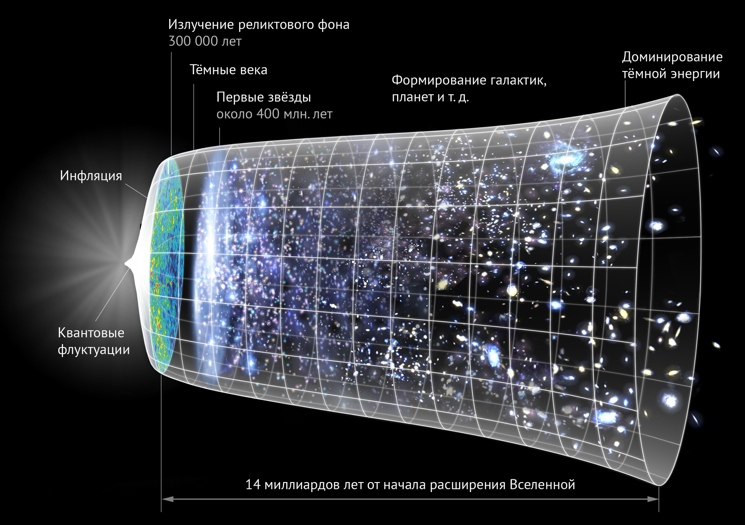 Излучение реликтового фона
300 000 лет
Тёмные века
Первые звёзды
около 400 млн. лет
Формирование галактик,
планет и т. д.
Доминирование
тёмной энергии
Инфляция
Квантовые
флуктуации
14 миллиардов лет от начала расширения Вселенной